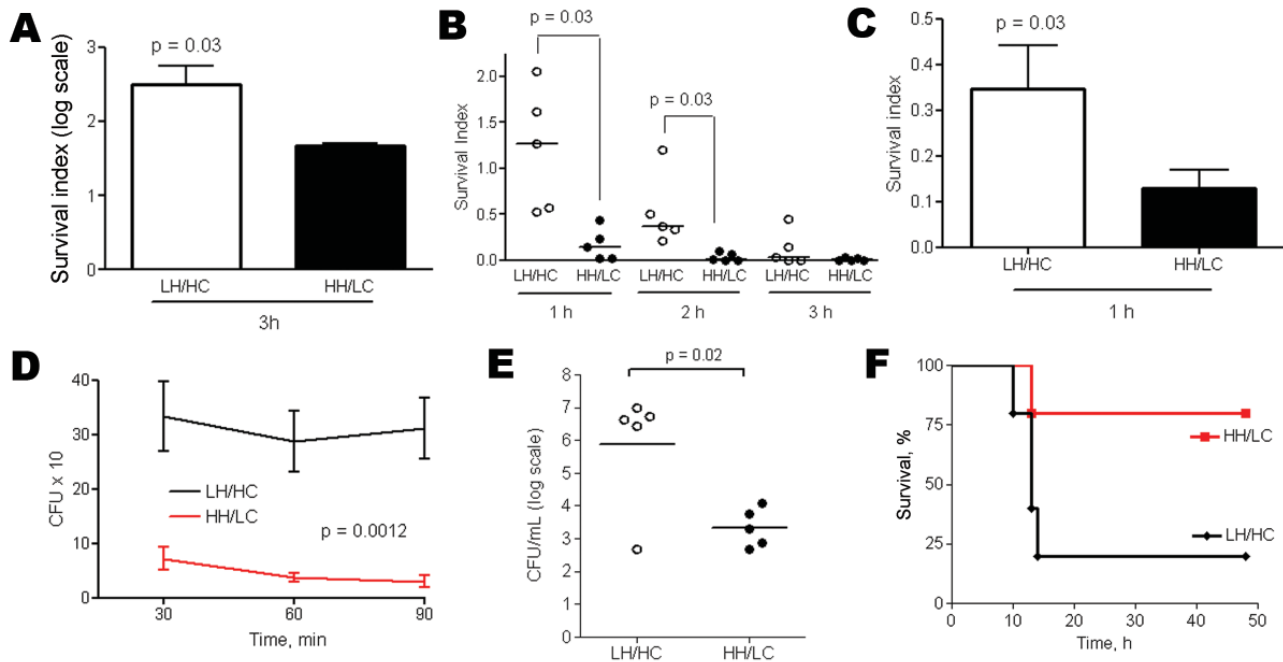 A
Survival index (log scale)
3
2
1
0
p = 0.03
LH/HC HH/LC
3h
B
Survival Index
2.0
1.5
1.0
0.5
0.0
p = 0.03
p = 0.03
LH/HC HH/LC LH/HC HH/LC LH/HC HH/LC
1 h 2 h 3 h
C
Survival index
0.5
0.4
0.3
0.2
0.1
0.0
p = 0.03
LH/HC HH/LC
1 h
D
CFU x 10
40
30
20
10
0
LH/HC
HH/LC
p = 0.0012
30 60 90
Time, min
E
CFU/mL (log scale)
8
7
6
5
4
3
2
1
0
p = 0.02
LH/HC HH/LC
F
Survival, %
100
75
50
25
HH/LC
LH/HC
0 10 20 30 40 50
Time, h